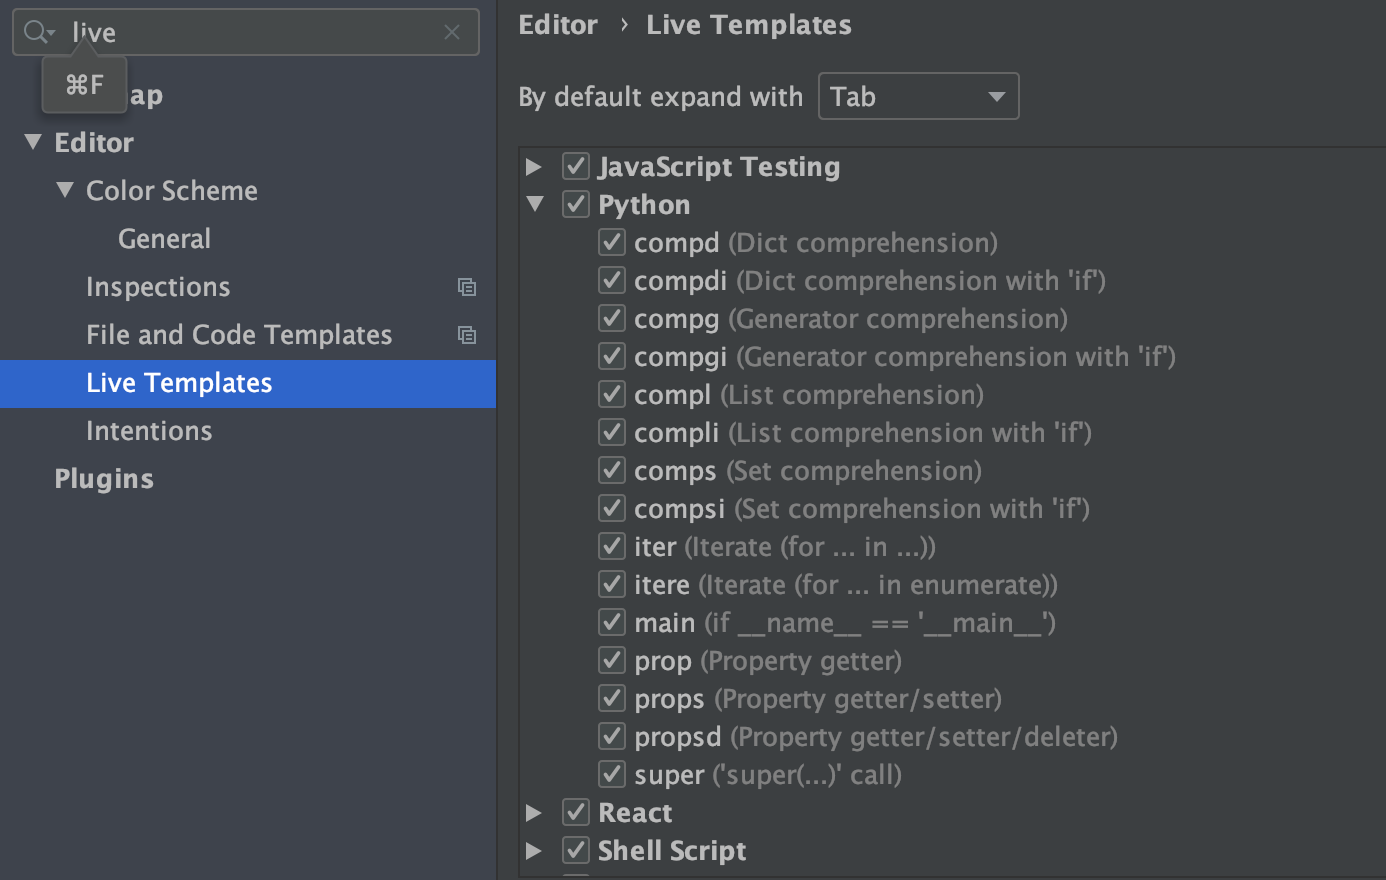 live
⌘F
ap
Editor
Color Scheme
General
Inspections
File and Code Templates
Live Templates
Intentions
Plugins
Editor › Live Templates
By default expand with Tab
JavaScript Testing
Python
compd (Dict comprehension)
compdi (Dict comprehension with 'if')
compg (Generator comprehension)
compgi (Generator comprehension with 'if')
compl (List comprehension)
compli (List comprehension with 'if')
comps (Set comprehension)
compsi (Set comprehension with 'if')
iter (Iterate (for ... in ...))
itere (Iterate (for ... in enumerate))
main (if __name__ == '__main__')
prop (Property getter)
props (Property getter/setter)
propsd (Property getter/setter/deleter)
super ('super(...)' call)
React
Shell Script